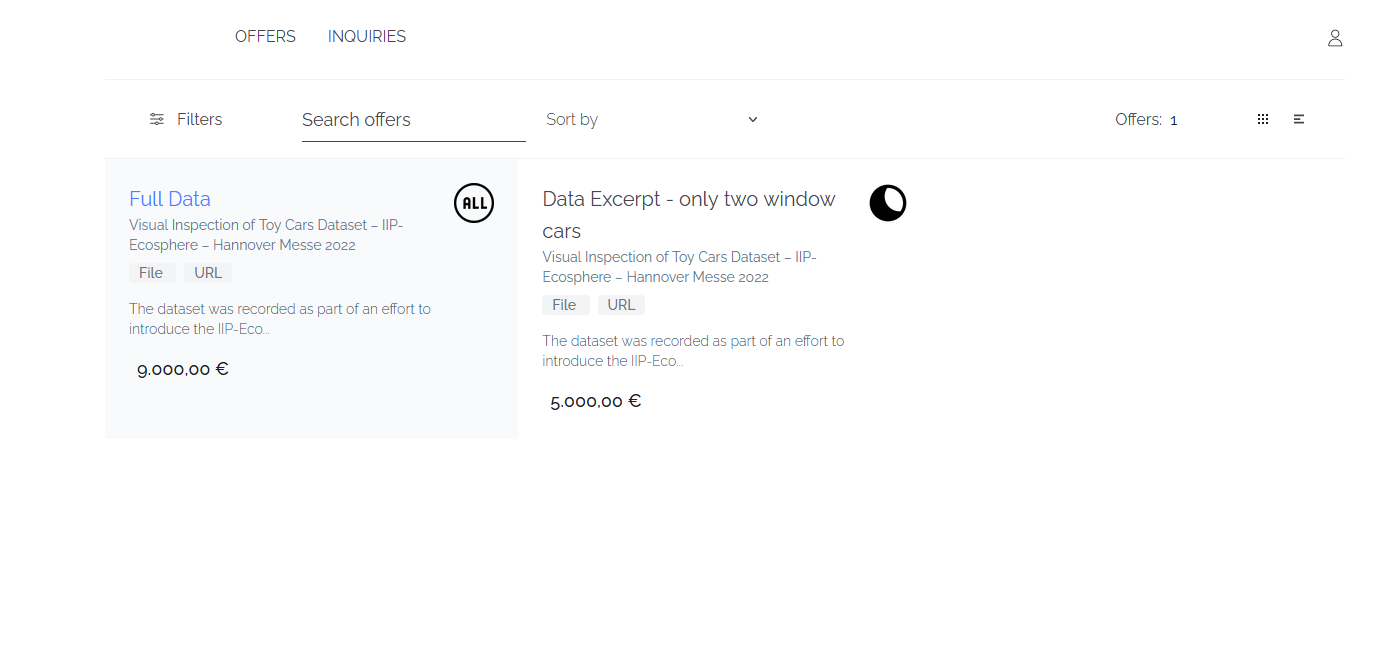 OFFERS INQUIRIES
Filters Search offers Sort by Offers: 1
Full Data
ALL
Visual Inspection of Toy Cars Dataset – IIP-
Ecosphere – Hannover Messe 2022
File URL
The dataset was recorded as part of an effort to
introduce the IIP-Eco...
9.000,00 €
Data Excerpt - only two window
cars
Visual Inspection of Toy Cars Dataset – IIP-
Ecosphere – Hannover Messe 2022
File URL
The dataset was recorded as part of an effort to
introduce the IIP-Eco...
5.000,00 €